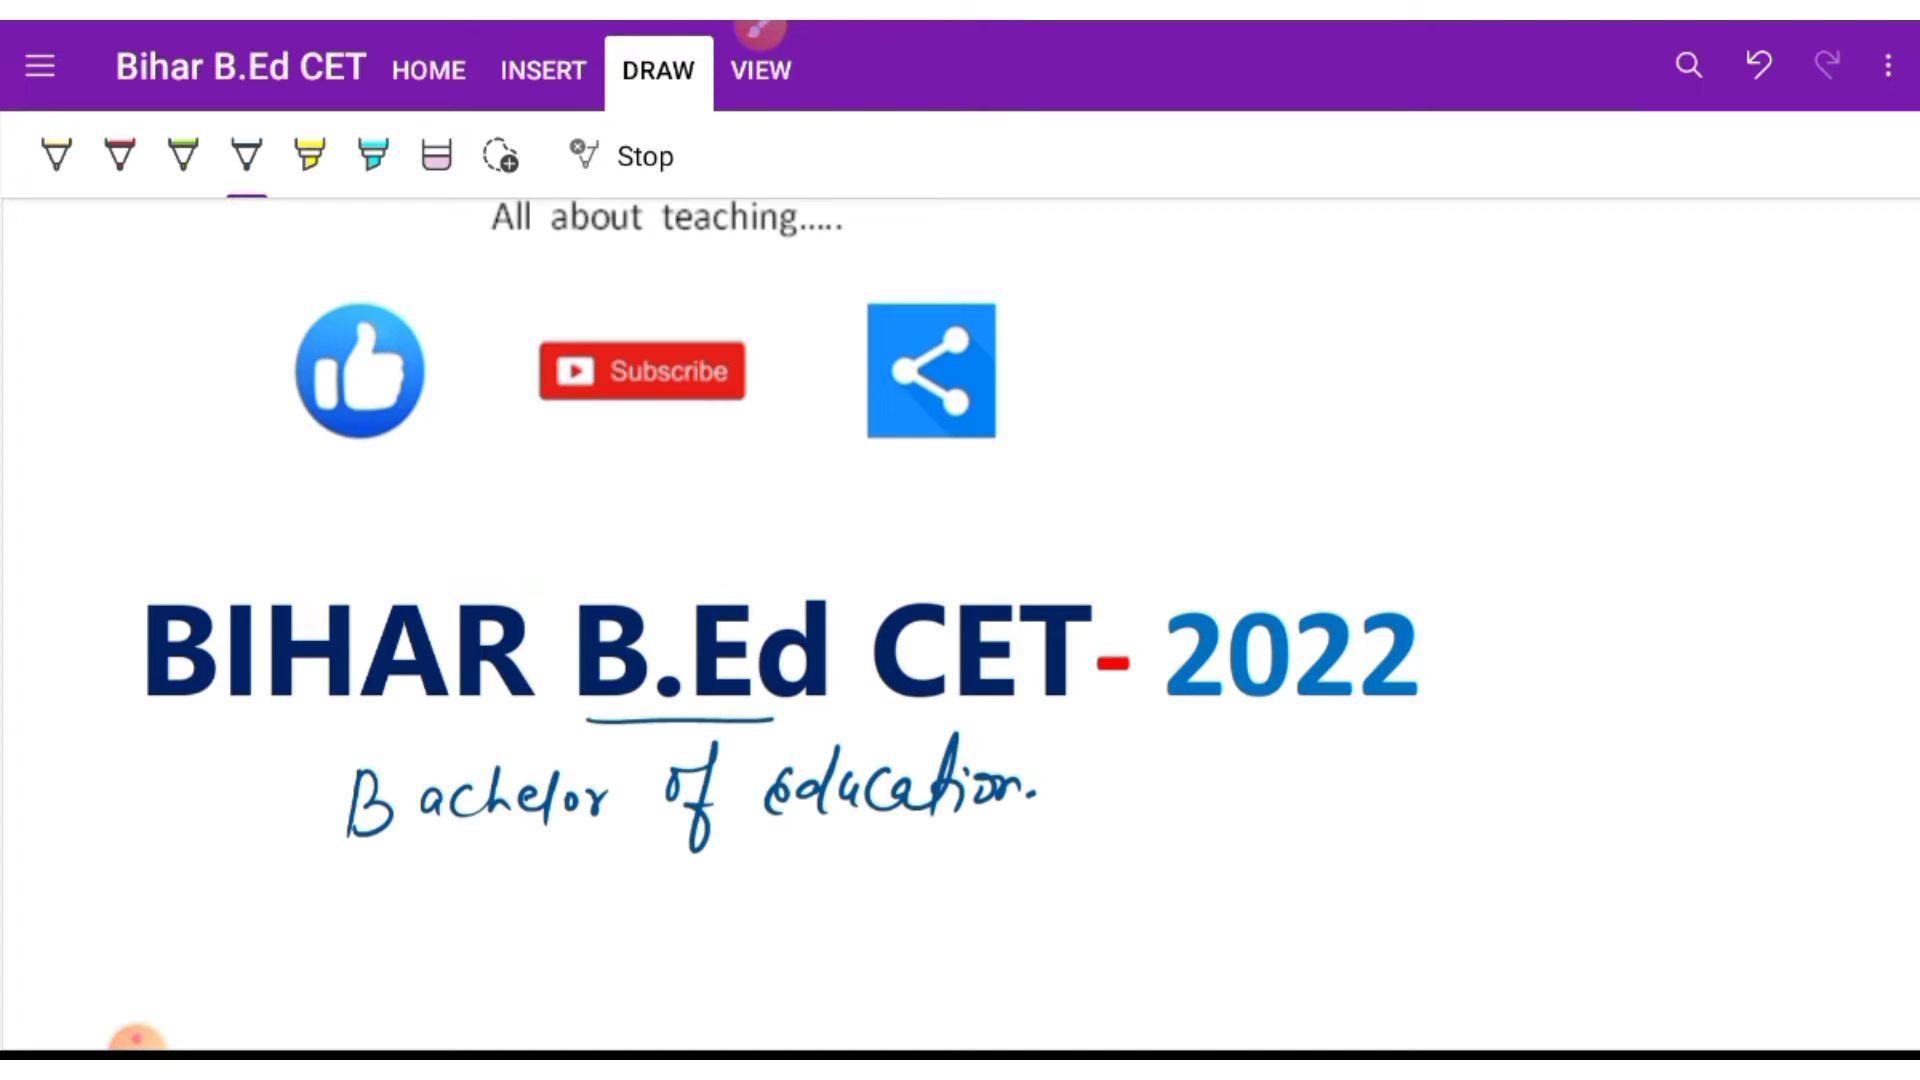 Bihar B.Ed CET HOME INSERT DRAW VIEW
Stop
All about teaching.....
Subscribe
BIHAR B.Ed CET- 2022
Bachelor of education.